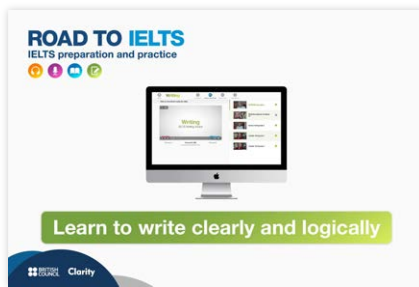 ROAD TO IELTS
IELTS preparation and practice
Writing
Learn to write clearly and logically
BRITISH
COUNCIL
Clarity